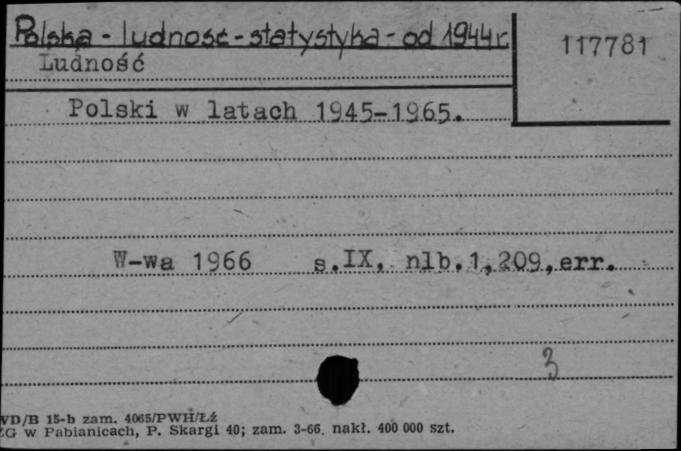 Polska - ludność - statystyka - od 1944 r.
117781
Ludność
Polski w latach 1945-1965.
W-wa 1966 s.IX, nlb.1,209,err.
3
WD/B 15-b zam. 4065/PWH/Łź
ZG w Pabianicach, P. Skargi 40; zam. 3-66. nakł. 400 000 szt.